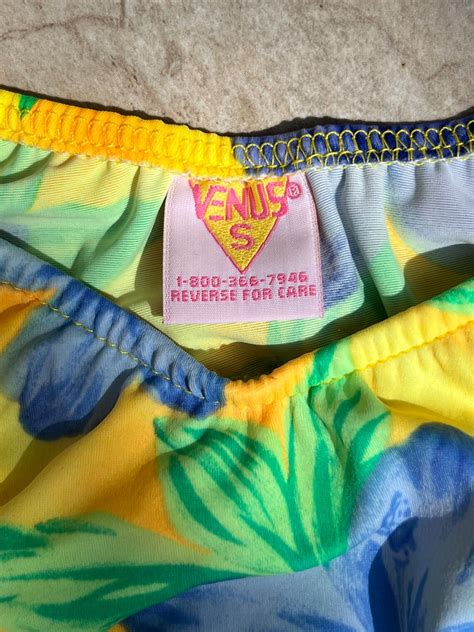 VENUS®
S
1-800-366-7946
REVERSE FOR CARE